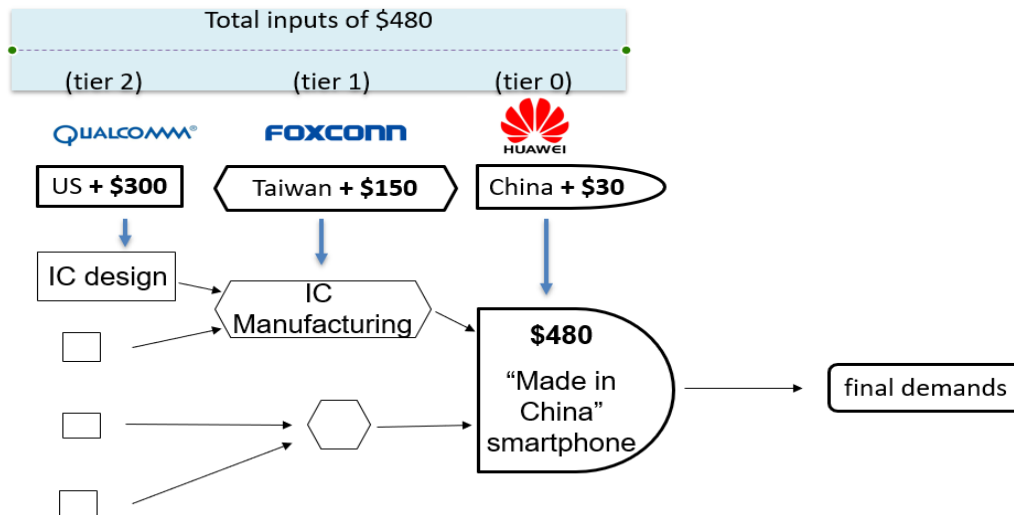 Total inputs of $480
(tier 2) (tier 1) (tier 0)
QUALCOMM® FOXCONN HUAWEI
US + $300 Taiwan + $150 China + $30
IC design
IC
Manufacturing
$480
“Made in
China”
smartphone
final demands